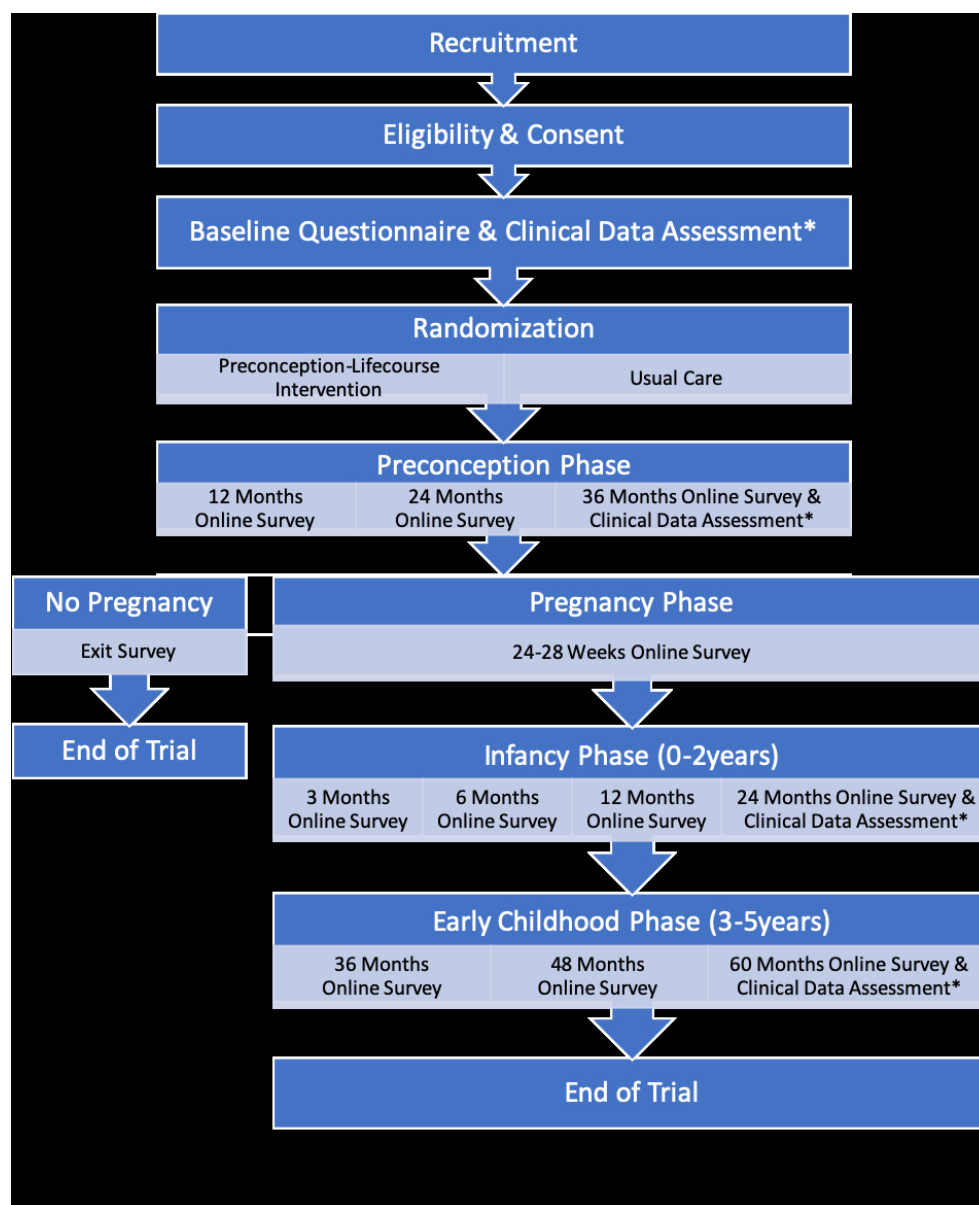 Recruitment
Eligibility & Consent
Baseline Questionnaire & Clinical Data Assessment*
Randomization
Preconception-Lifecourse
Intervention
Usual Care
Preconception Phase
12 Months
Online Survey
24 Months
Online Survey
36 Months Online Survey &
Clinical Data Assessment*
No Pregnancy
Exit Survey
End of Trial
Pregnancy Phase
24-28 Weeks Online Survey
Infancy Phase (0-2years)
3 Months
Online Survey
6 Months
Online Survey
12 Months
Online Survey
24 Months Online Survey &
Clinical Data Assessment*
Early Childhood Phase (3-5years)
36 Months
Online Survey
48 Months
Online Survey
60 Months Online Survey &
Clinical Data Assessment*
End of Trial